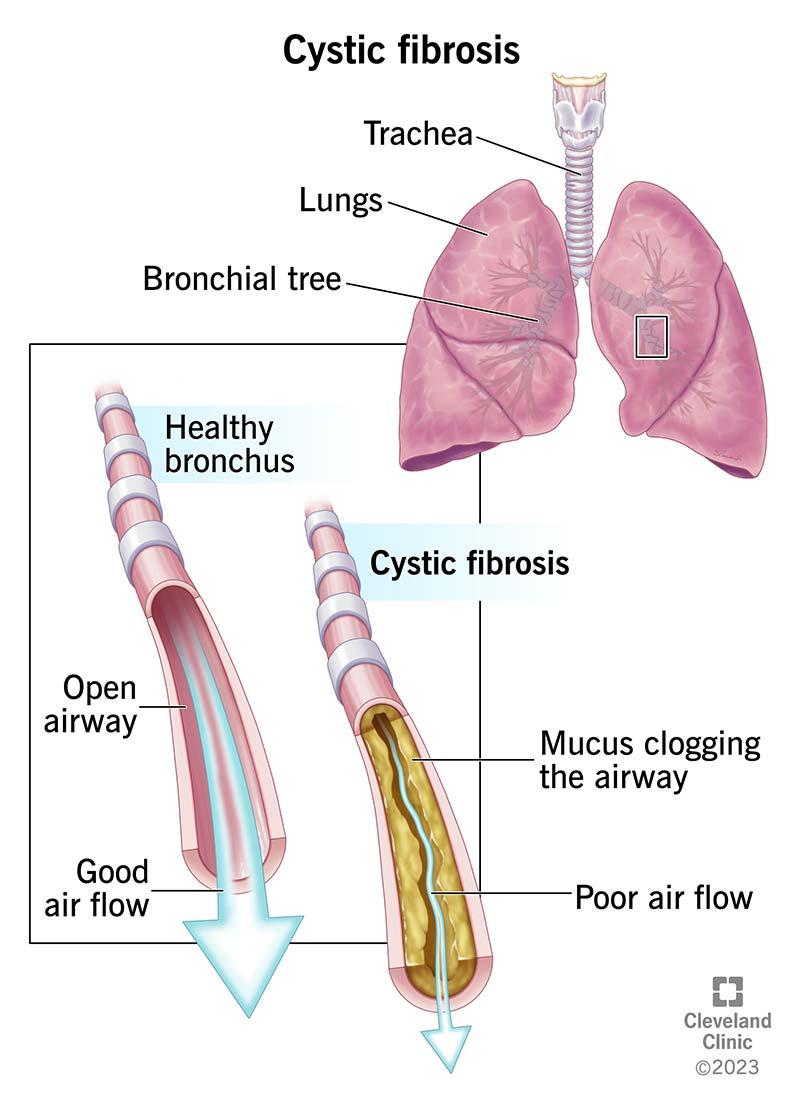 Cystic fibrosis
Trachea
Lungs
Bronchial tree
Healthy
bronchus
Cystic fibrosis
Open
airway
Mucus clogging
the airway
Good
air flow
Poor air flow
Cleveland
Clinic
©2023